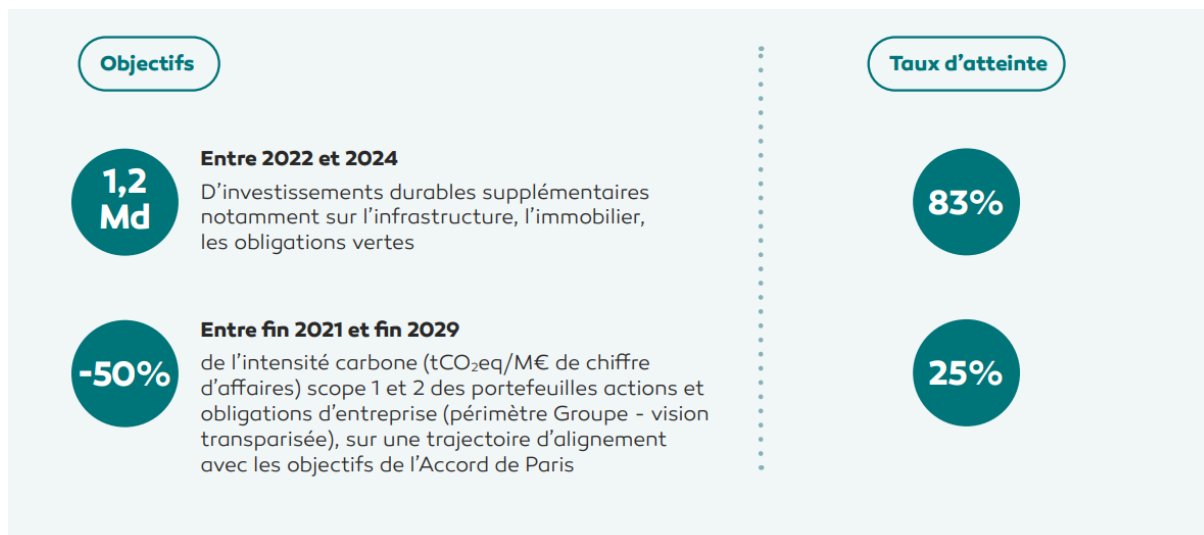 Objectifs
Taux d'atteinte
1,2
Md
Entre 2022 et 2024
D'investissements durables supplémentaires
notamment sur l'infrastructure, l'immobilier,
les obligations vertes
83%
-50%
Entre fin 2021 et fin 2029
de l'intensité carbone (tCO₂eq/M€ de chiffre
d'affaires) scope 1 et 2 des portefeuilles actions et
obligations d'entreprise (périmètre Groupe - vision
transparisée), sur une trajectoire d'alignement
avec les objectifs de l'Accord de Paris
25%